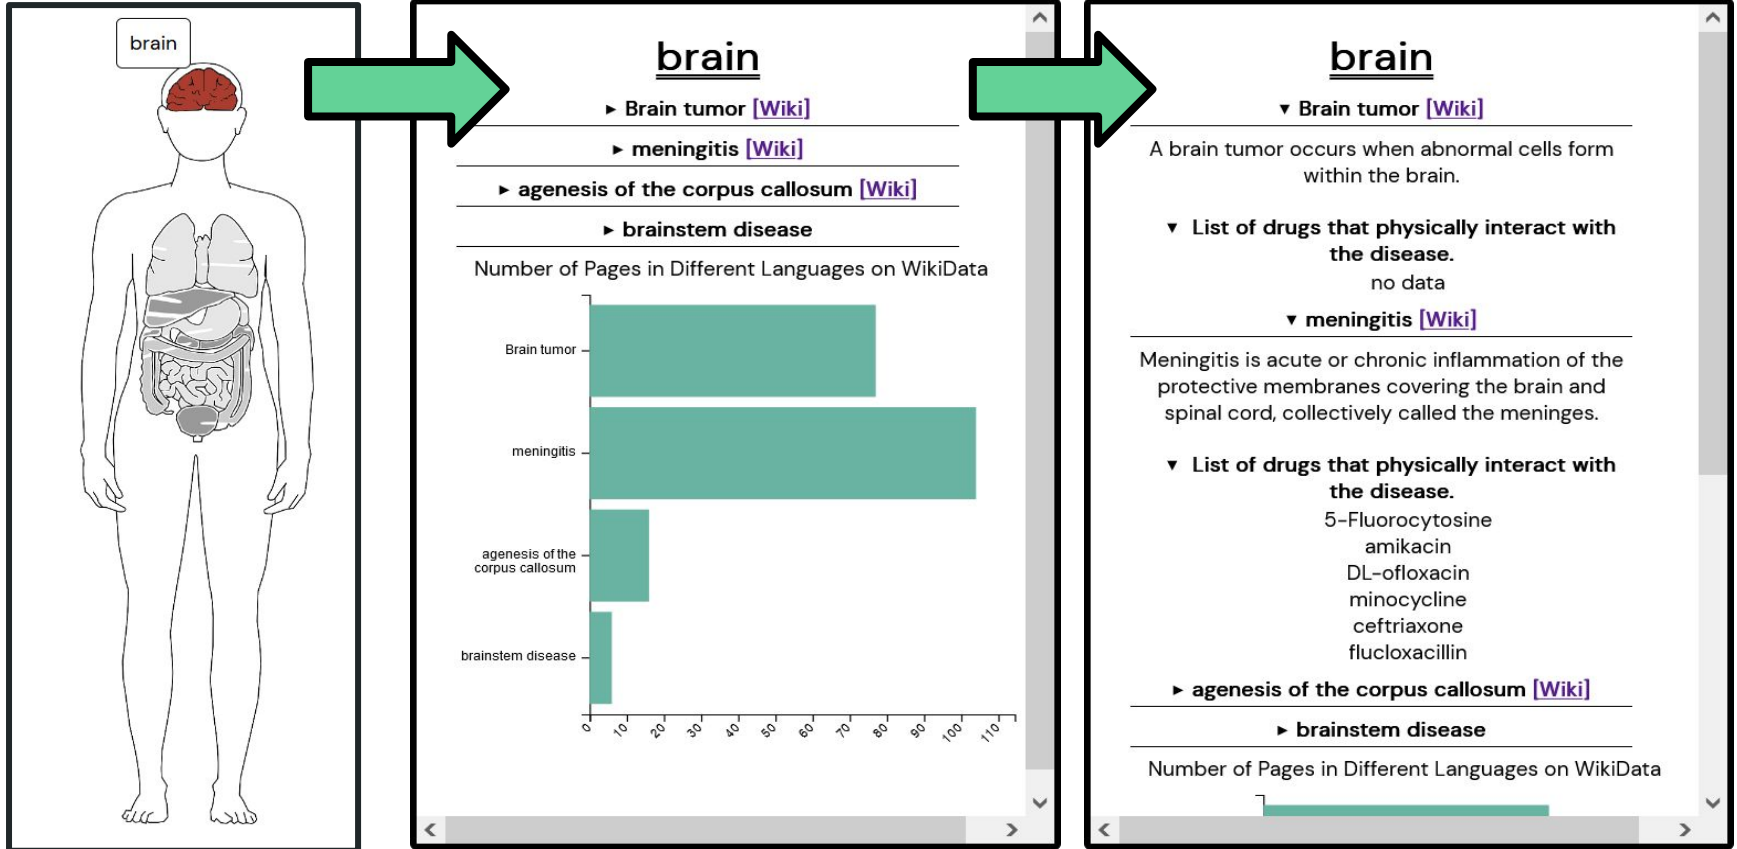 brain
brain
▸ Brain tumor [Wiki]
▸ meningitis [Wiki]
▸ agenesis of the corpus callosum [Wiki]
▸ brainstem disease
Number of Pages in Different Languages on WikiData
Brain tumor
meningitis
agenesis of the
corpus callosum
brainstem disease
0 10 20 30 40 50 60 70 80 90 100 110
brain
▾ Brain tumor [Wiki]
A brain tumor occurs when abnormal cells form
within the brain.
▾ List of drugs that physically interact with
the disease.
no data
▾ meningitis [Wiki]
Meningitis is acute or chronic inflammation of the
protective membranes covering the brain and
spinal cord, collectively called the meninges.
▾ List of drugs that physically interact with
the disease.
5-Fluorocytosine
amikacin
DL-ofloxacin
minocycline
ceftriaxone
flucloxacillin
▸ agenesis of the corpus callosum [Wiki]
▸ brainstem disease
Number of Pages in Different Languages on WikiData